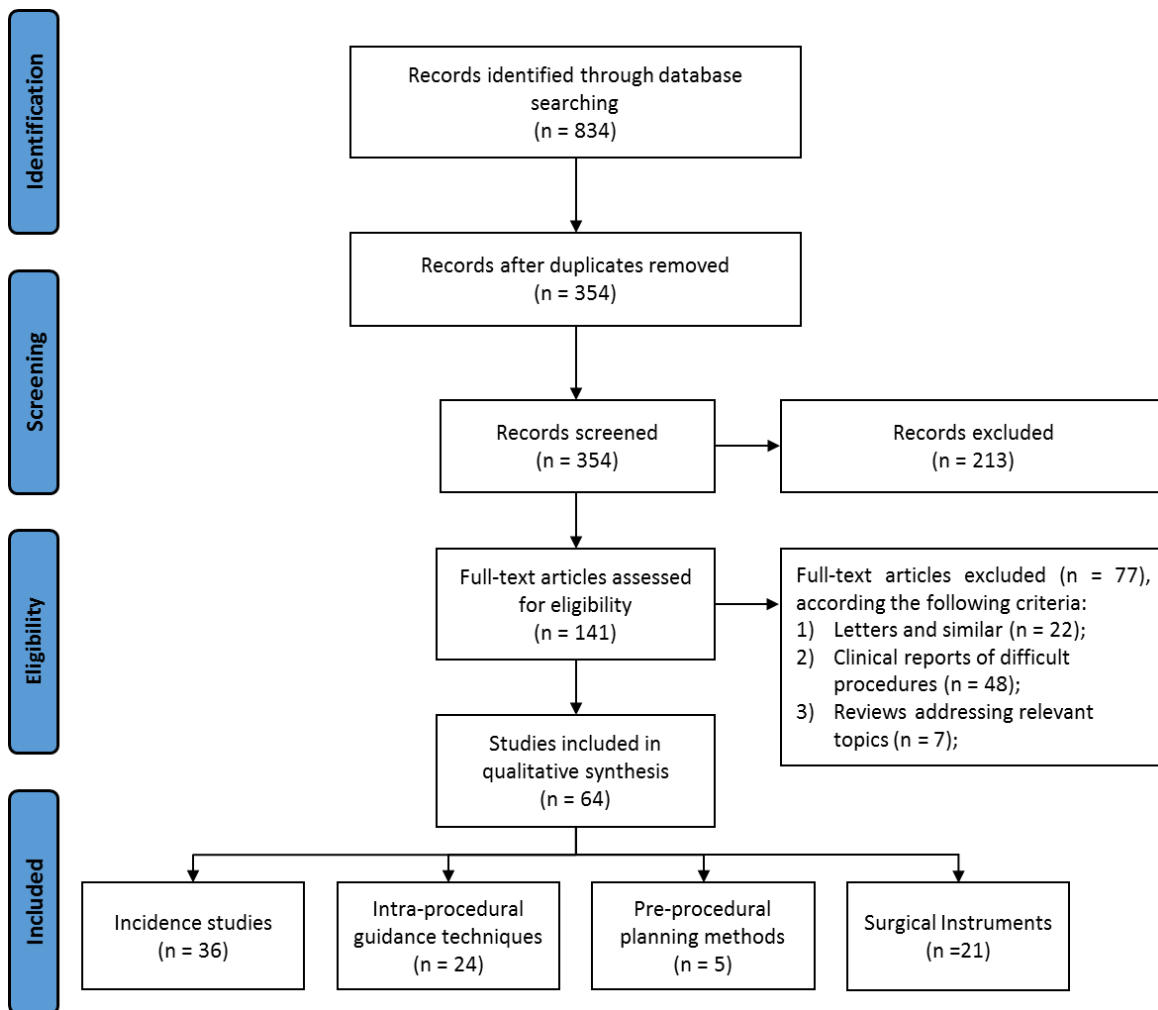 Identification
Records identified through database
searching
(n = 834)
Records after duplicates removed
(n = 354)
Screening
Records screened
(n = 354)
Records excluded
(n = 213)
Eligibility
Full-text articles assessed
for eligibility
(n = 141)
Full-text articles excluded (n = 77),
according the following criteria:
1) Letters and similar (n = 22);
2) Clinical reports of difficult
procedures (n = 48);
3) Reviews addressing relevant
topics (n = 7);
Studies included in
qualitative synthesis
(n = 64)
Included
Incidence studies
(n = 36)
Intra-procedural
guidance techniques
(n = 24)
Pre-procedural
planning methods
(n = 5)
Surgical Instruments
(n =21)